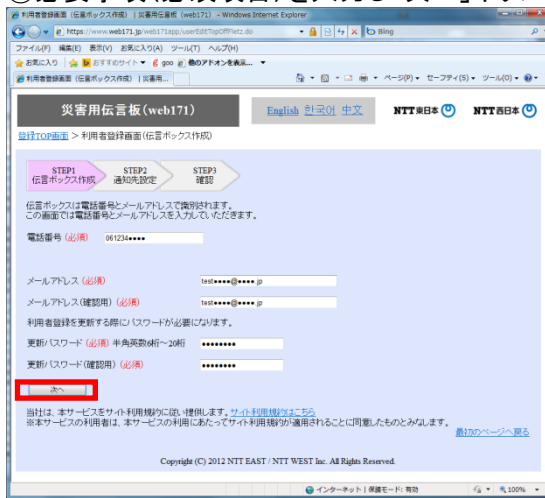 利用者登録画面（伝言ボックス作成）｜災害用伝言板（web171） - Windows Internet Explorer
https://www.web171.jp/web171app/userEditTopOffPletz.do
Bing
ファイル(F) 編集(E) 表示(V) お気に入り(A) ツール(T) ヘルプ(H)
お気に入り おすすめサイト goo 他のアドオンを表示...
利用者登録画面（伝言ボックス作成）｜災害用...
ページ(P) セーフティ(S) ツール(O)
災害用伝言板(web171)
English 한국어 中文
NTT東日本 NTT西日本
登録TOP画面 > 利用者登録画面(伝言ボックス作成)
STEP1 STEP2 STEP3
伝言ボックス作成 通知先設定 確認
伝言ボックスは電話番号とメールアドレスで識別されます。
この画面では電話番号とメールアドレスを入力していただきます。
電話番号 (必須) 061234●●●●
メールアドレス (必須) test●●●●@●●●●.jp
メールアドレス(確認用) (必須) test●●●●@●●●●.jp
利用者登録を更新する際にパスワードが必要になります。
更新パスワード (必須) 半角英数6桁～20桁 ●●●●●●●●
更新パスワード(確認用) (必須) ●●●●●●●●
次へ
当社は、本サービスをサイト利用規約に従い提供します。サイト利用規約はこちら
※本サービスの利用者は、本サービスの利用にあたってサイト利用規約が適用されることに同意したものとみなします。
最初のページへ戻る
Copyright (C) 2012 NTT EAST / NTT WEST Inc. All Rights Reserved.
インターネット | 保護モード: 有効 100%